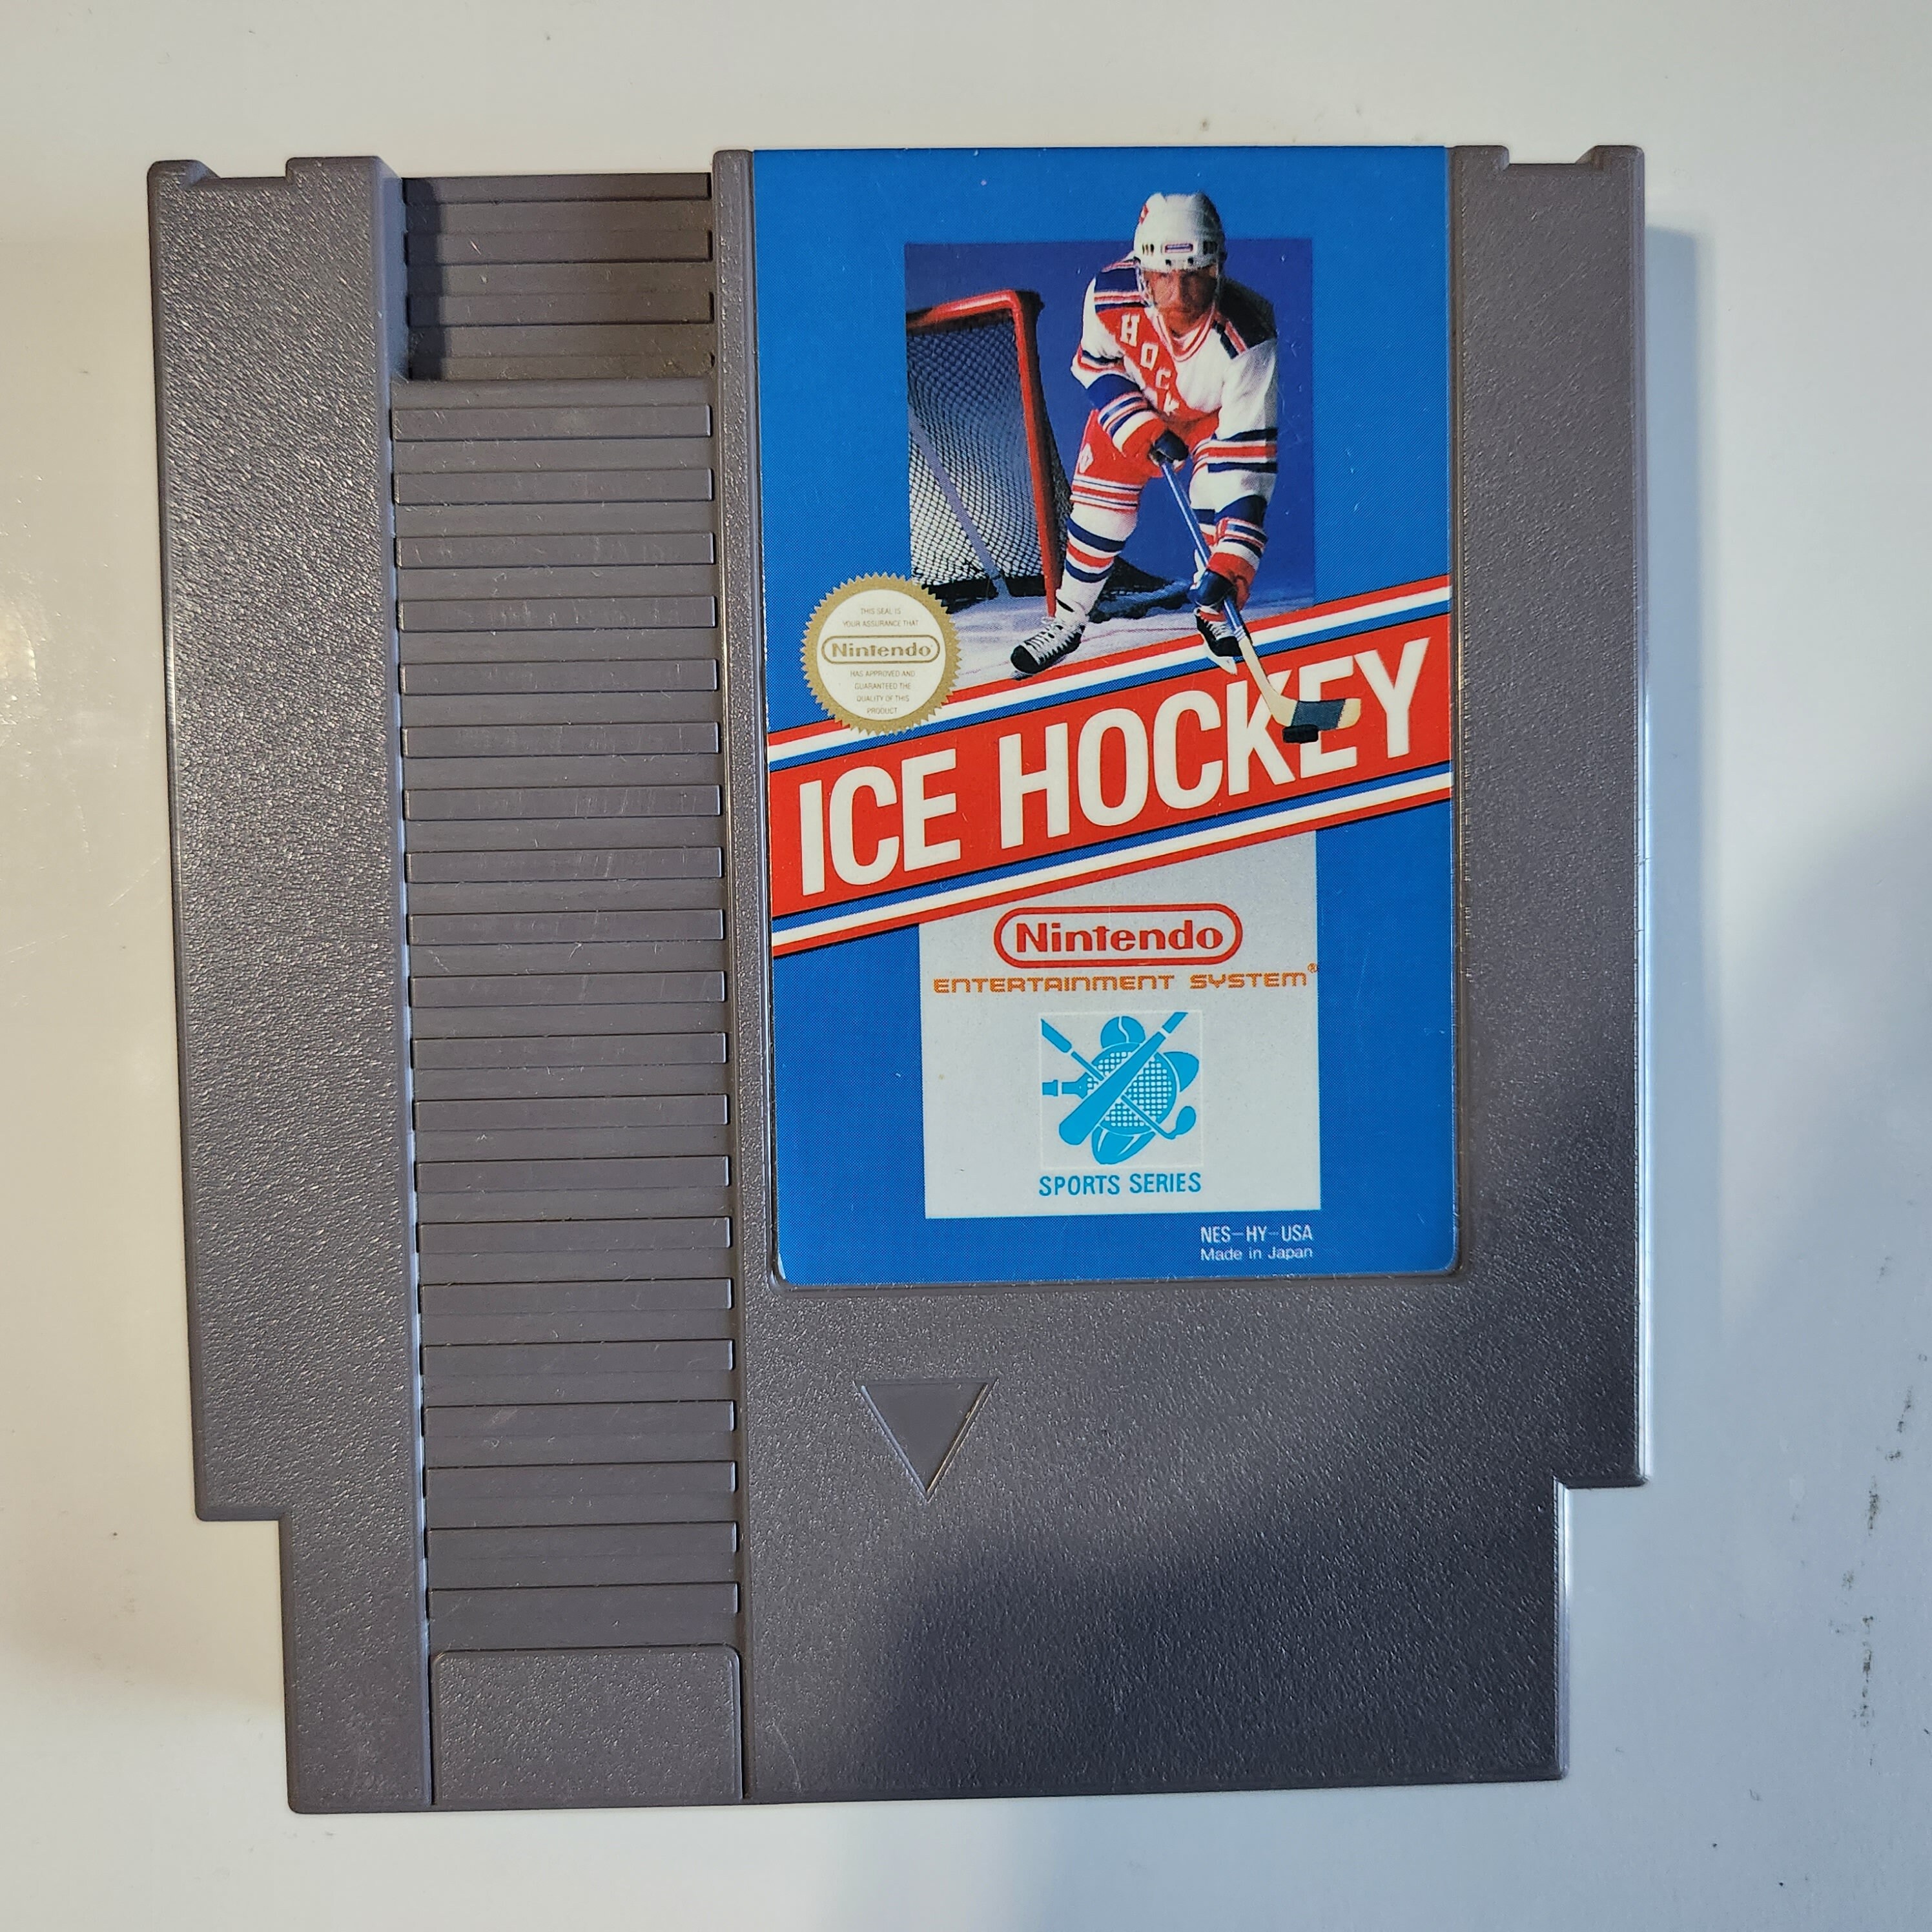 HOCK
THIS SEAL IS
YOUR ASSURANCE THAT
Nintendo
HAS APPROVED AND
GUARANTEED THE
QUALITY OF THIS
PRODUCT
ICE HOCKEY
Nintendo
ENTERTAINMENT SYSTEM®
SPORTS SERIES
NES-HY-USA
Made in Japan